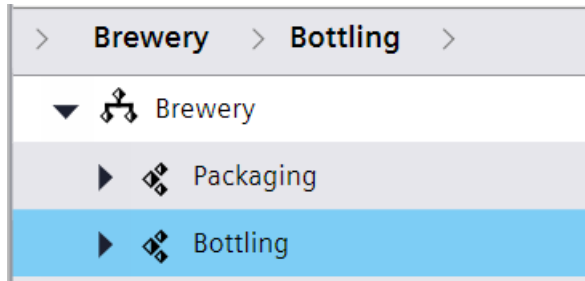 > Brewery > Bottling >
Brewery
Packaging
Bottling